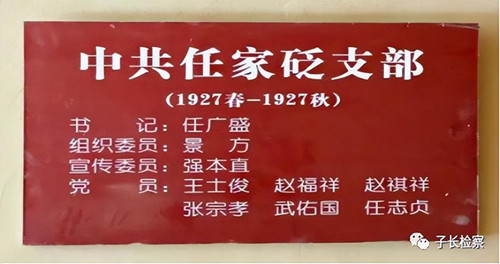 中共任家砭支部
（1927春－1927秋）
书　　记：任广盛
组织委员：景　方
宣传委员：强本直
党　　员：王士俊　赵福祥　赵祺祥
张宗孝　武佑国　任志贞
子长检察